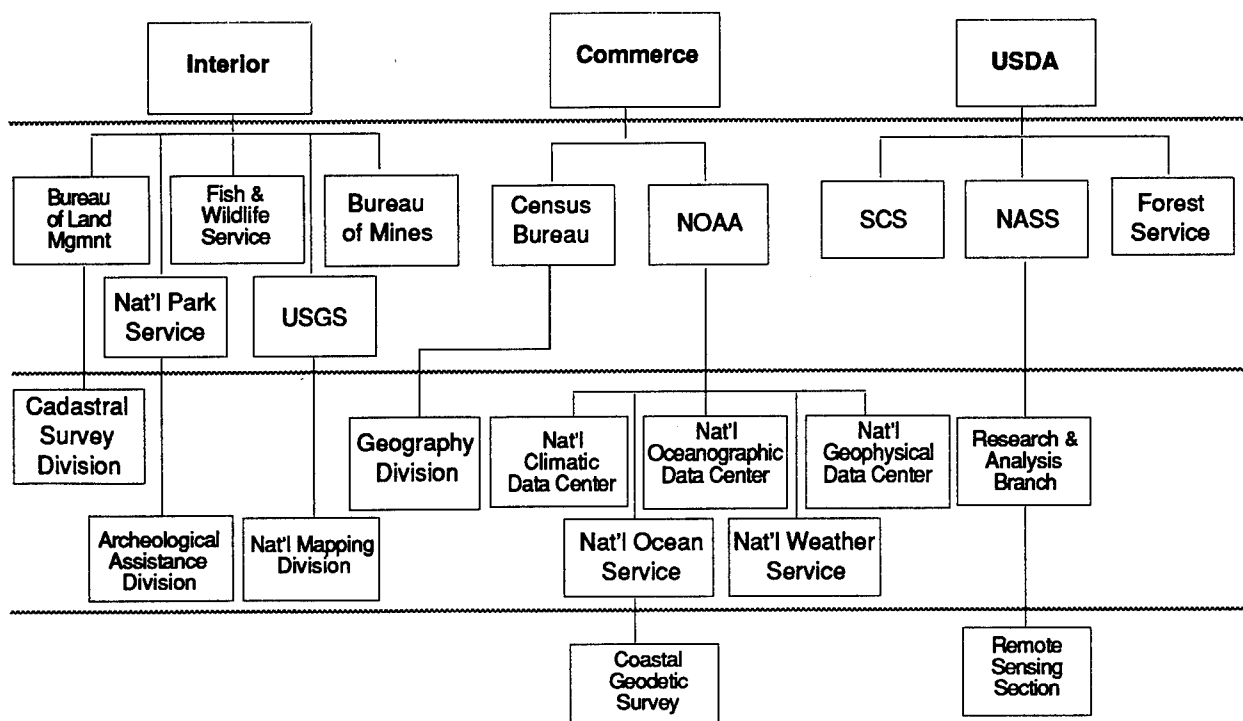 Interior
Commerce
USDA
Bureau
of Land
Mgmnt
Fish &
Wildlife
Service
Bureau
of Mines
Census
Bureau
NOAA
SCS
NASS
Forest
Service
Nat'l Park
Service
USGS
Cadastral
Survey
Division
Geography
Division
Nat'l
Climatic
Data Center
Nat'l
Oceanographic
Data Center
Nat'l
Geophysical
Data Center
Research &
Analysis
Branch
Archeological
Assistance
Division
Nat'l Mapping
Division
Nat'l Ocean
Service
Nat'l Weather
Service
Coastal
Geodetic
Survey
Remote
Sensing
Section